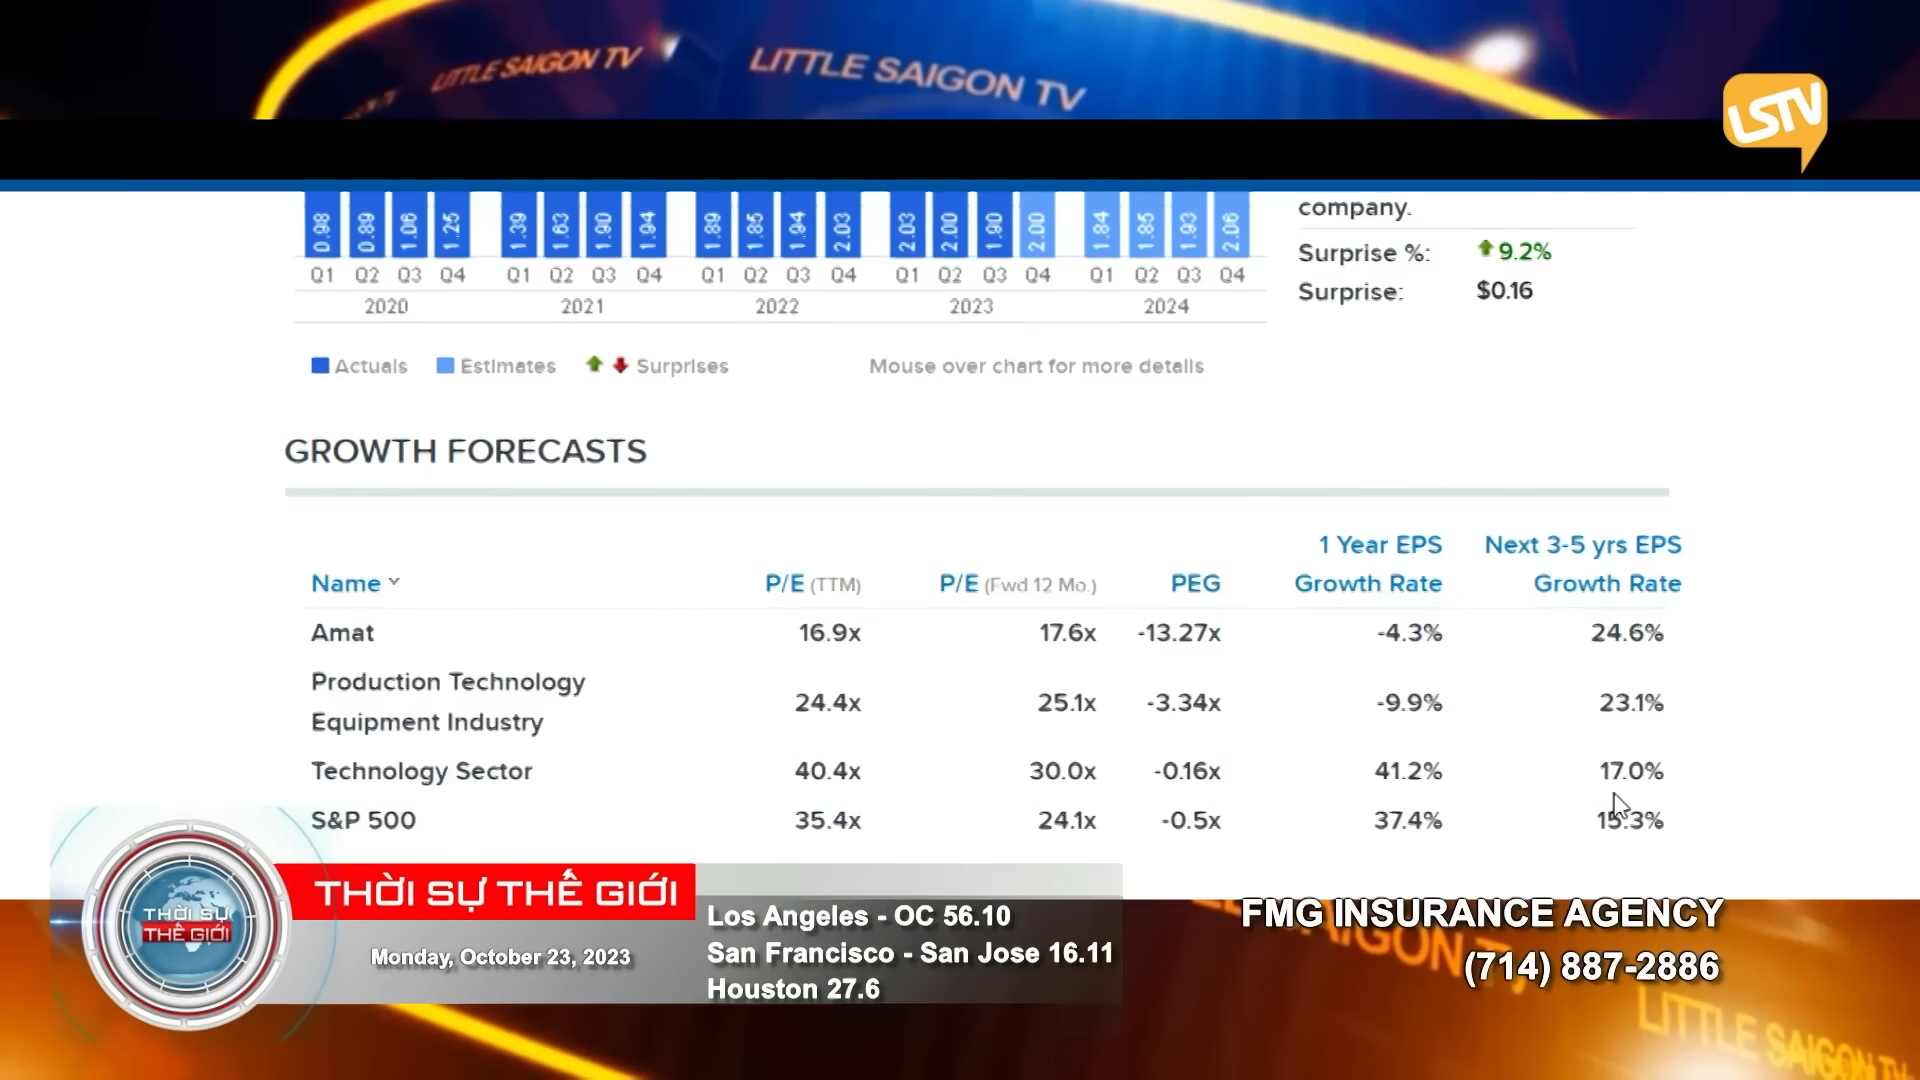 LITTLE SAIGON TV
LITTLE SAIGON TV
LSTV
0.98 0.89 1.06 1.25 1.39 1.63 1.90 1.94 1.89 1.85 1.94 2.03 2.03 2.00 1.90 2.00 1.84 1.85 1.93 2.06
Q1 Q2 Q3 Q4 Q1 Q2 Q3 Q4 Q1 Q2 Q3 Q4 Q1 Q2 Q3 Q4 Q1 Q2 Q3 Q4
2020 2021 2022 2023 2024
company.
Surprise %: 9.2%
Surprise: $0.16
Actuals Estimates Surprises Mouse over chart for more details
GROWTH FORECASTS
1 Year EPS Next 3-5 yrs EPS
Name P/E (TTM) P/E (Fwd 12 Mo.) PEG Growth Rate Growth Rate
Amat 16.9x 17.6x -13.27x -4.3% 24.6%
Production Technology
Equipment Industry 24.4x 25.1x -3.34x -9.9% 23.1%
Technology Sector 40.4x 30.0x -0.16x 41.2% 17.0%
S&P 500 35.4x 24.1x -0.5x 37.4% 15.3%
THỜI SỰ
THẾ GIỚI
THỜI SỰ THẾ GIỚI
Monday, October 23, 2023
Los Angeles - OC 56.10
San Francisco - San Jose 16.11
Houston 27.6
FMG INSURANCE AGENCY
(714) 887-2886
LITTLE SAIGON TV